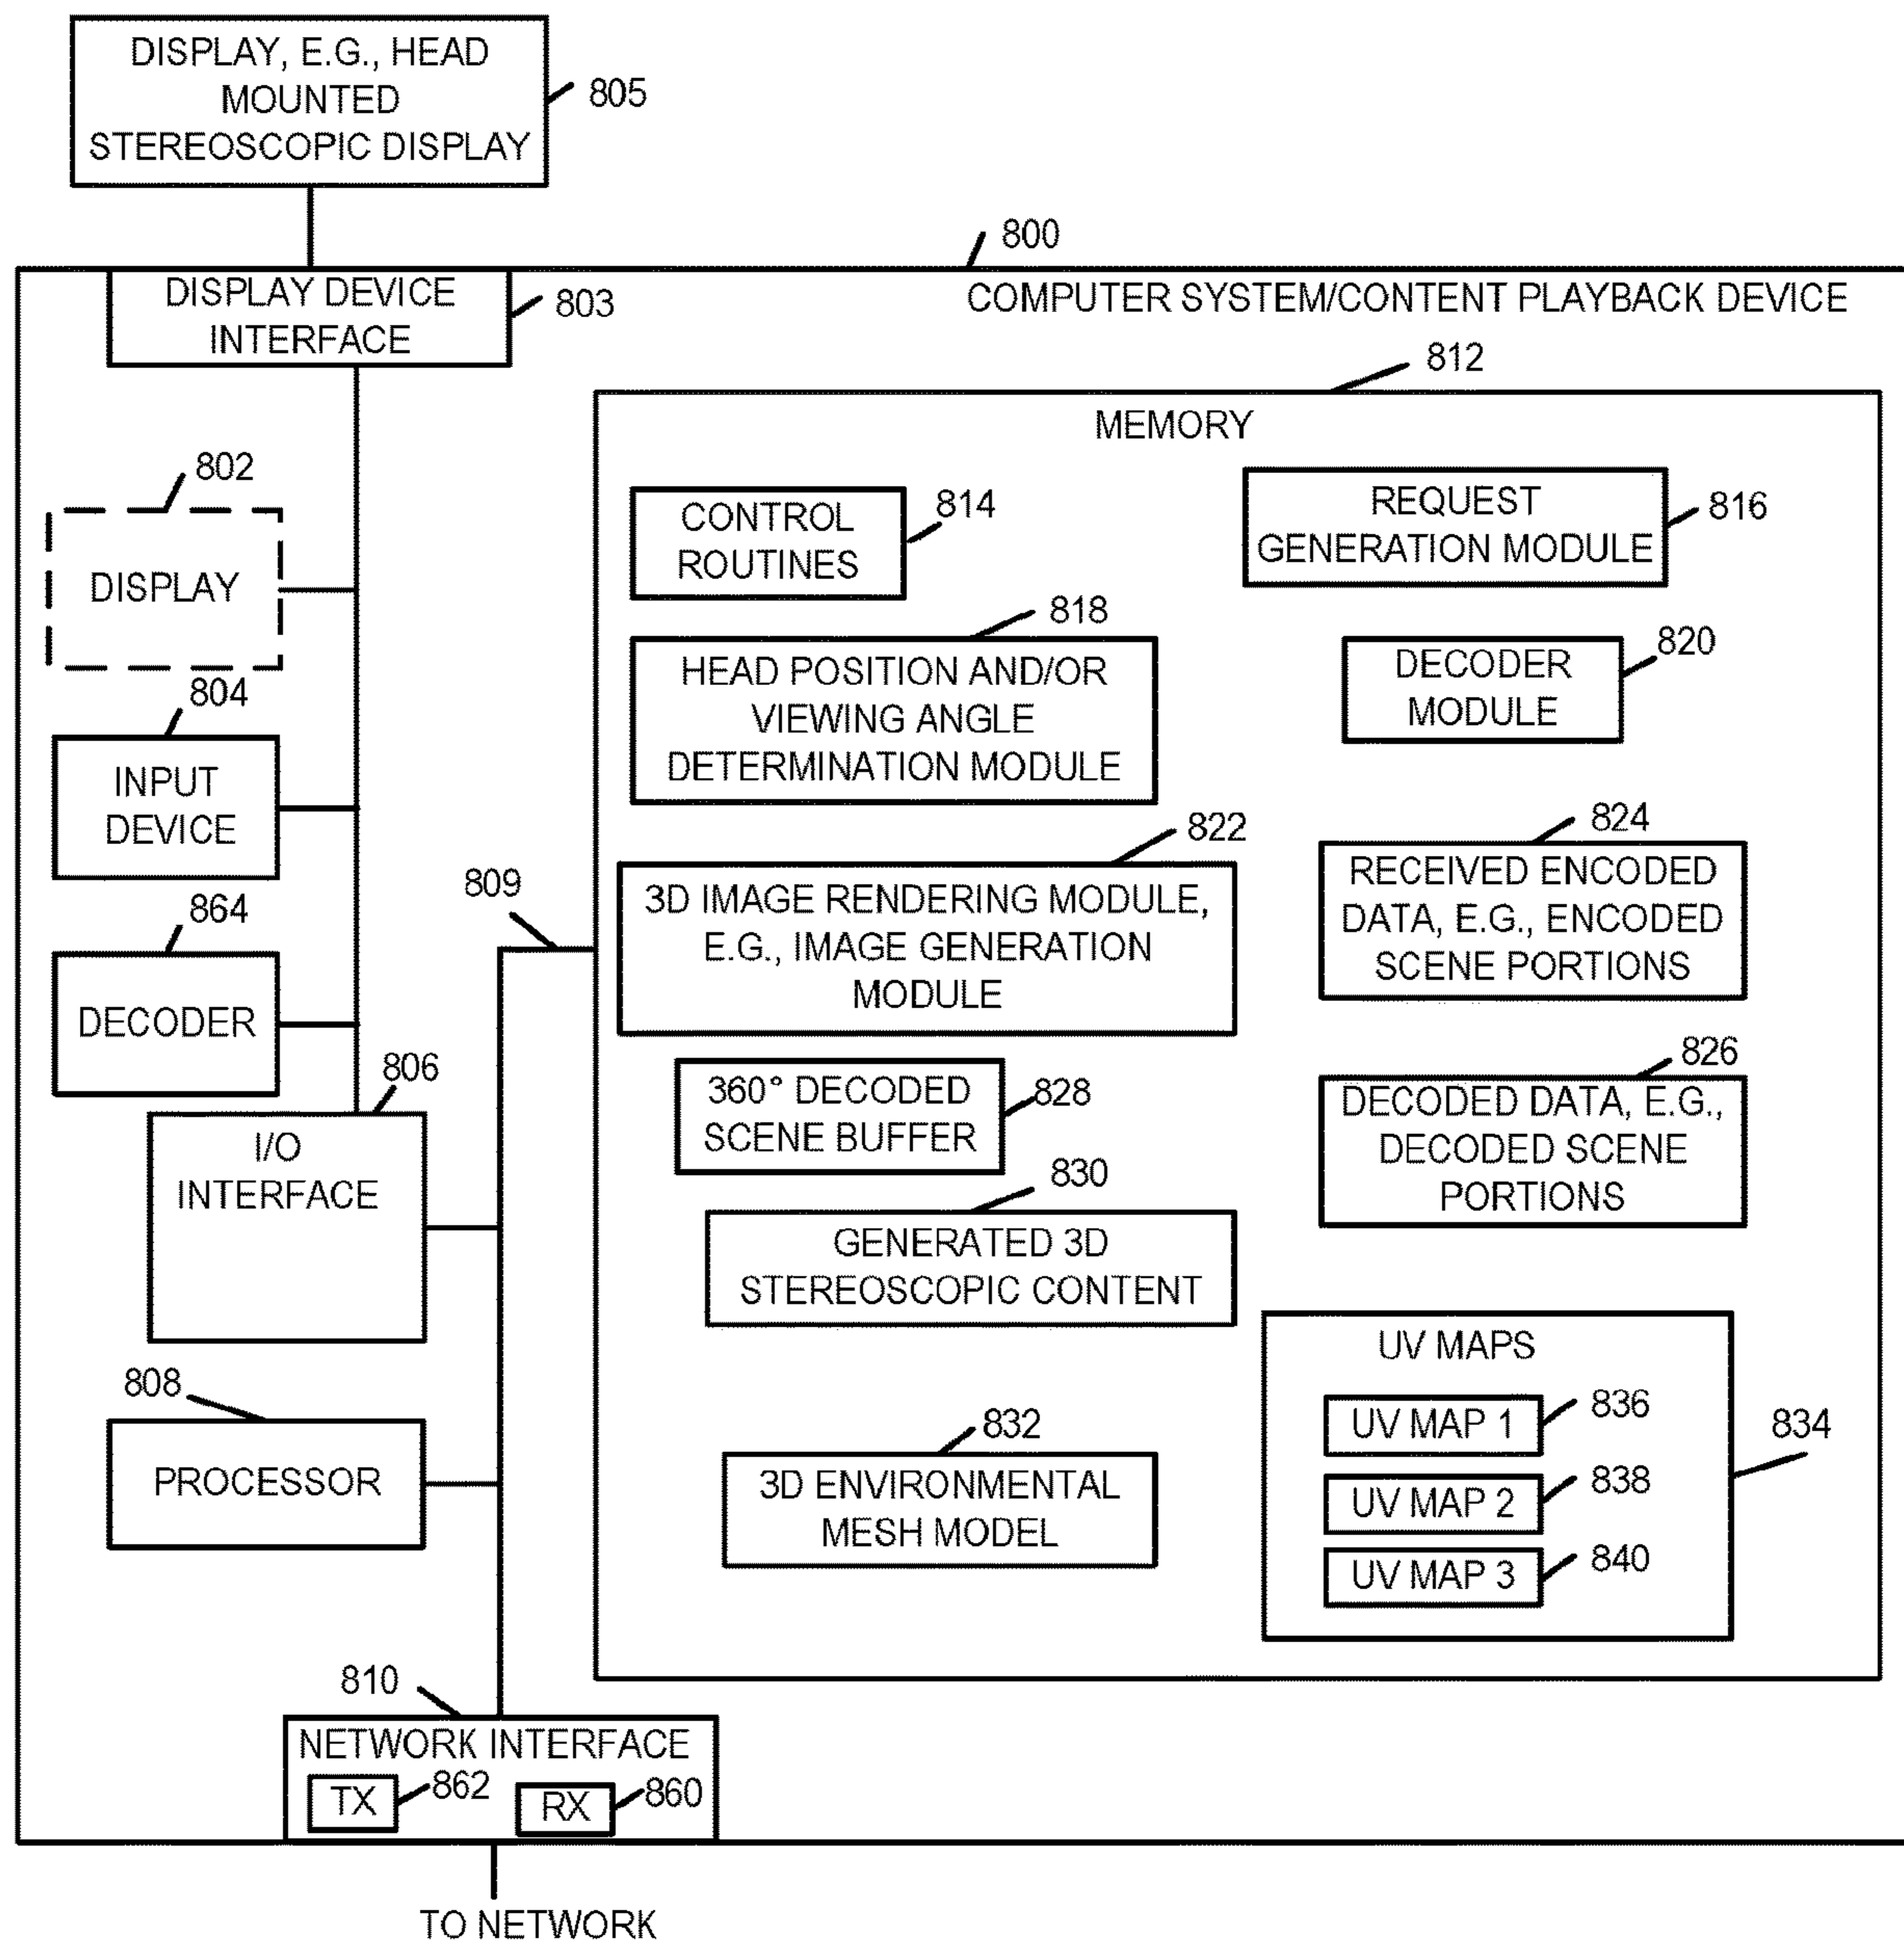 DISPLAY, E.G., HEAD
MOUNTED
STEREOSCOPIC DISPLAY
805
800
COMPUTER SYSTEM/CONTENT PLAYBACK DEVICE
DISPLAY DEVICE
INTERFACE
803
802
DISPLAY
804
INPUT
DEVICE
864
DECODER
806
I/O
INTERFACE
808
PROCESSOR
809
810
NETWORK INTERFACE
TX
862
RX
860
TO NETWORK
812
MEMORY
CONTROL
ROUTINES
814
REQUEST
GENERATION MODULE
816
818
HEAD POSITION AND/OR
VIEWING ANGLE
DETERMINATION MODULE
DECODER
MODULE
820
822
3D IMAGE RENDERING MODULE,
E.G., IMAGE GENERATION
MODULE
824
RECEIVED ENCODED
DATA, E.G., ENCODED
SCENE PORTIONS
360° DECODED
SCENE BUFFER
828
826
DECODED DATA, E.G.,
DECODED SCENE
PORTIONS
830
GENERATED 3D
STEREOSCOPIC CONTENT
832
3D ENVIRONMENTAL
MESH MODEL
UV MAPS
834
UV MAP 1
836
UV MAP 2
838
UV MAP 3
840